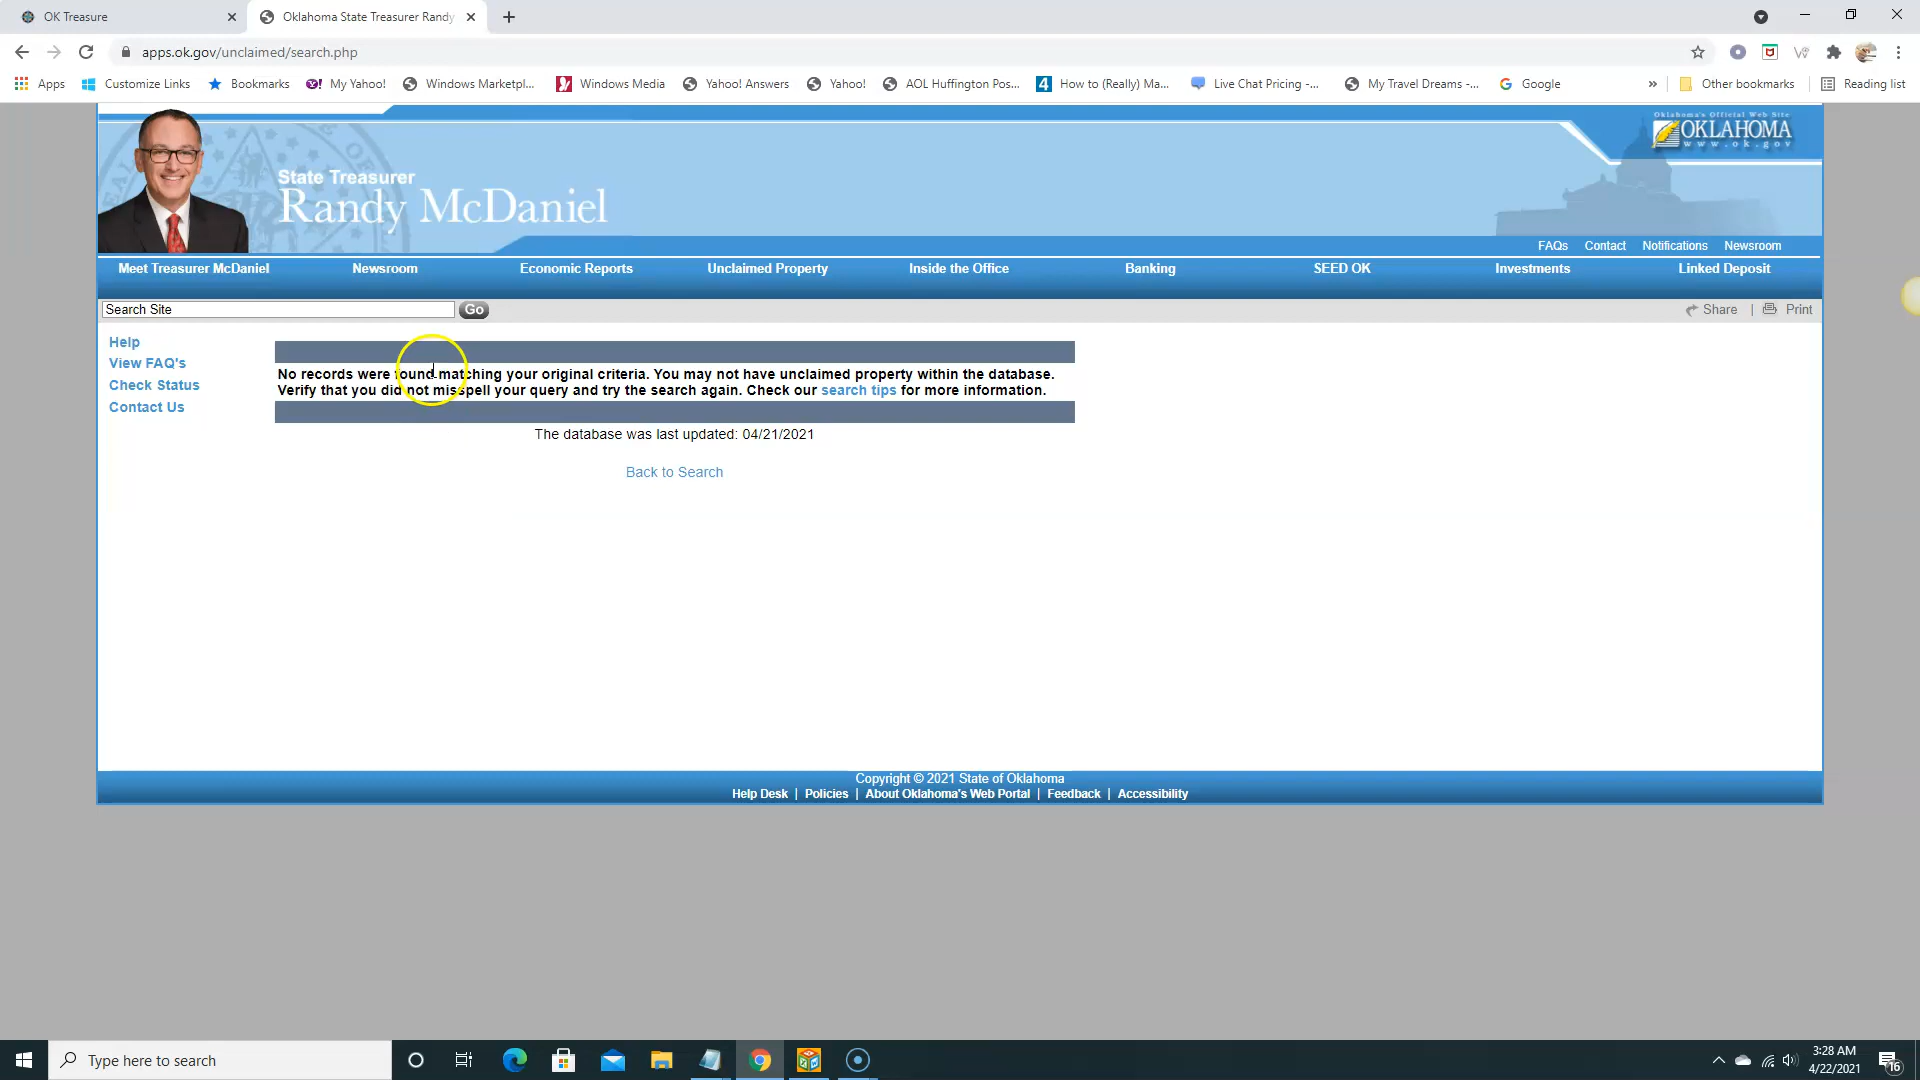 OK Treasure
Oklahoma State Treasurer Randy
apps.ok.gov/unclaimed/search.php
Apps
Customize Links
Bookmarks
My Yahoo!
Windows Marketpl...
Windows Media
Yahoo! Answers
Yahoo!
AOL Huffington Pos...
How to (Really) Ma...
Live Chat Pricing -...
My Travel Dreams -...
Google
»
Other bookmarks
Reading list
Oklahoma's Official Web Site
OKLAHOMA
www.ok.gov
State Treasurer
Randy McDaniel
FAQs Contact Notifications Newsroom
Meet Treasurer McDaniel Newsroom Economic Reports Unclaimed Property Inside the Office Banking SEED OK Investments Linked Deposit
Search Site Go
Share | Print
Help
View FAQ's
Check Status
Contact Us
No records were found matching your original criteria. You may not have unclaimed property within the database.
Verify that you did not misspell your query and try the search again. Check our search tips for more information.
The database was last updated: 04/21/2021
Back to Search
Copyright © 2021 State of Oklahoma
Help Desk | Policies | About Oklahoma's Web Portal | Feedback | Accessibility
Type here to search
3:28 AM
4/22/2021
16